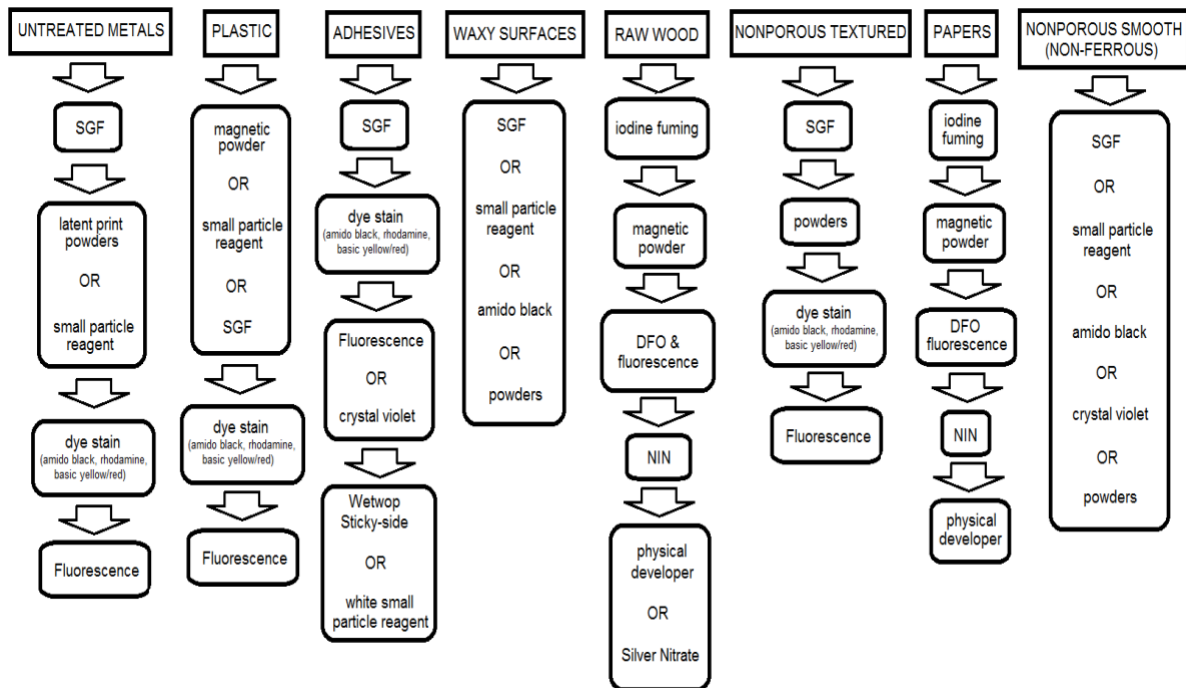 UNTREATED METALS
SGF
latent print
powders
OR
small particle
reagent
dye stain
(amido black, rhodamine,
basic yellow/red)
Fluorescence
PLASTIC
magnetic
powder
OR
small particle
reagent
OR
SGF
dye stain
(amido black, rhodamine,
basic yellow/red)
Fluorescence
ADHESIVES
SGF
dye stain
(amido black, rhodamine,
basic yellow/red)
Fluorescence
OR
crystal violet
Wetwop
Sticky-side
OR
white small
particle reagent
WAXY SURFACES
SGF
OR
small particle
reagent
OR
amido black
OR
powders
RAW WOOD
iodine fuming
magnetic
powder
DFO &
fluorescence
NIN
physical
developer
OR
Silver Nitrate
NONPOROUS TEXTURED
SGF
powders
dye stain
(amido black, rhodamine,
basic yellow/red)
Fluorescence
PAPERS
iodine
fuming
magnetic
powder
DFO
fluorescence
NIN
physical
developer
NONPOROUS SMOOTH
(NON-FERROUS)
SGF
OR
small particle
reagent
OR
amido black
OR
crystal violet
OR
powders